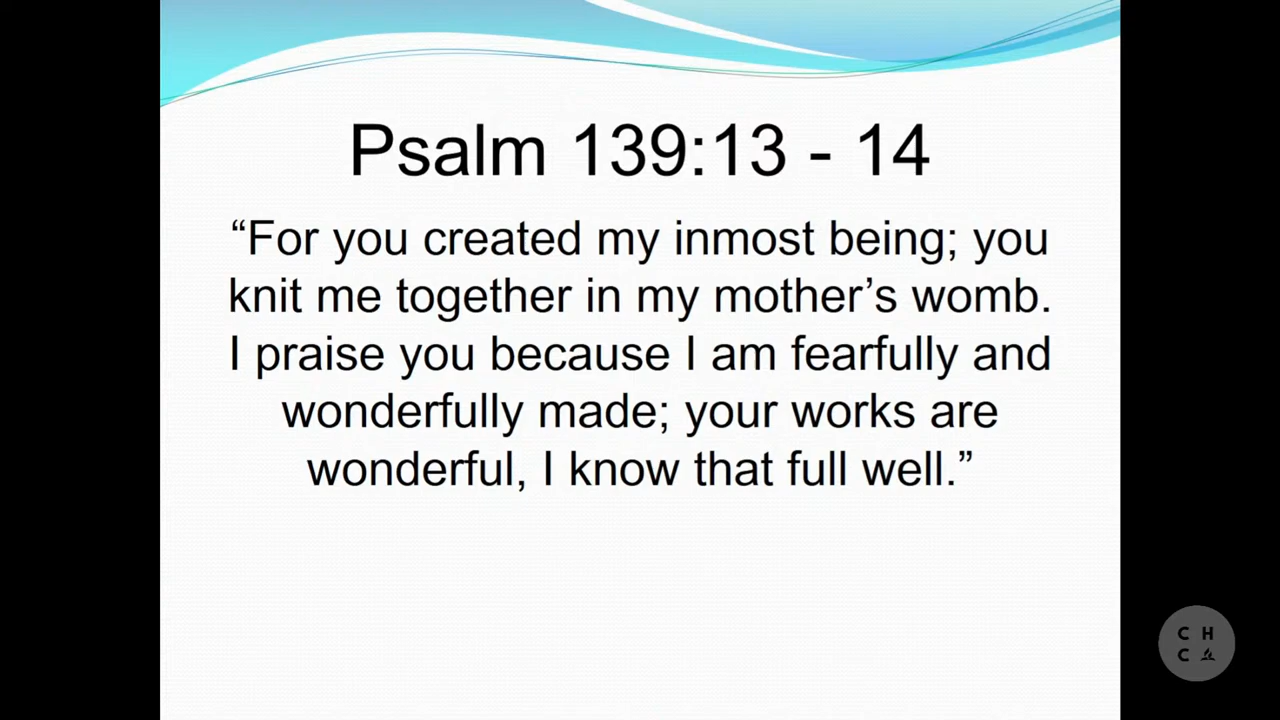 Psalm 139:13 - 14
“For you created my inmost being; you
knit me together in my mother’s womb.
I praise you because I am fearfully and
wonderfully made; your works are
wonderful, I know that full well.”
C H
C